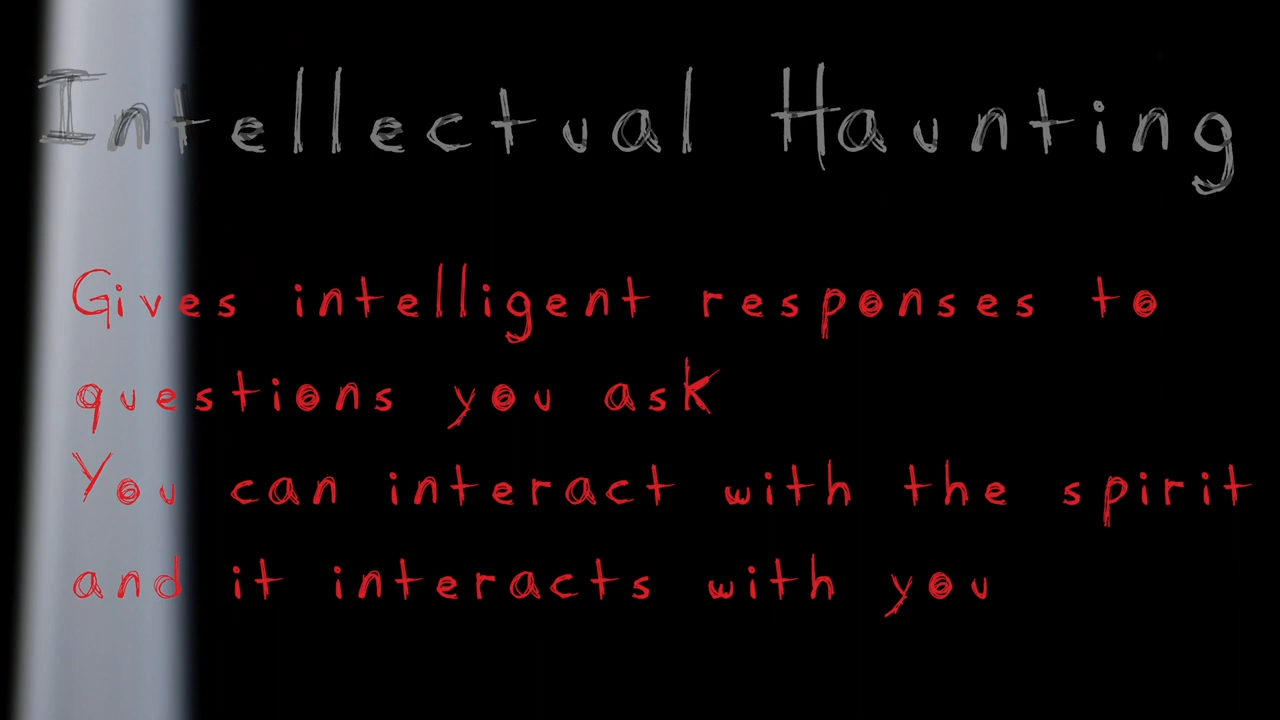 Intellectual Haunting
Gives intelligent responses to
questions you ask
You can interact with the spirit
and it interacts with you